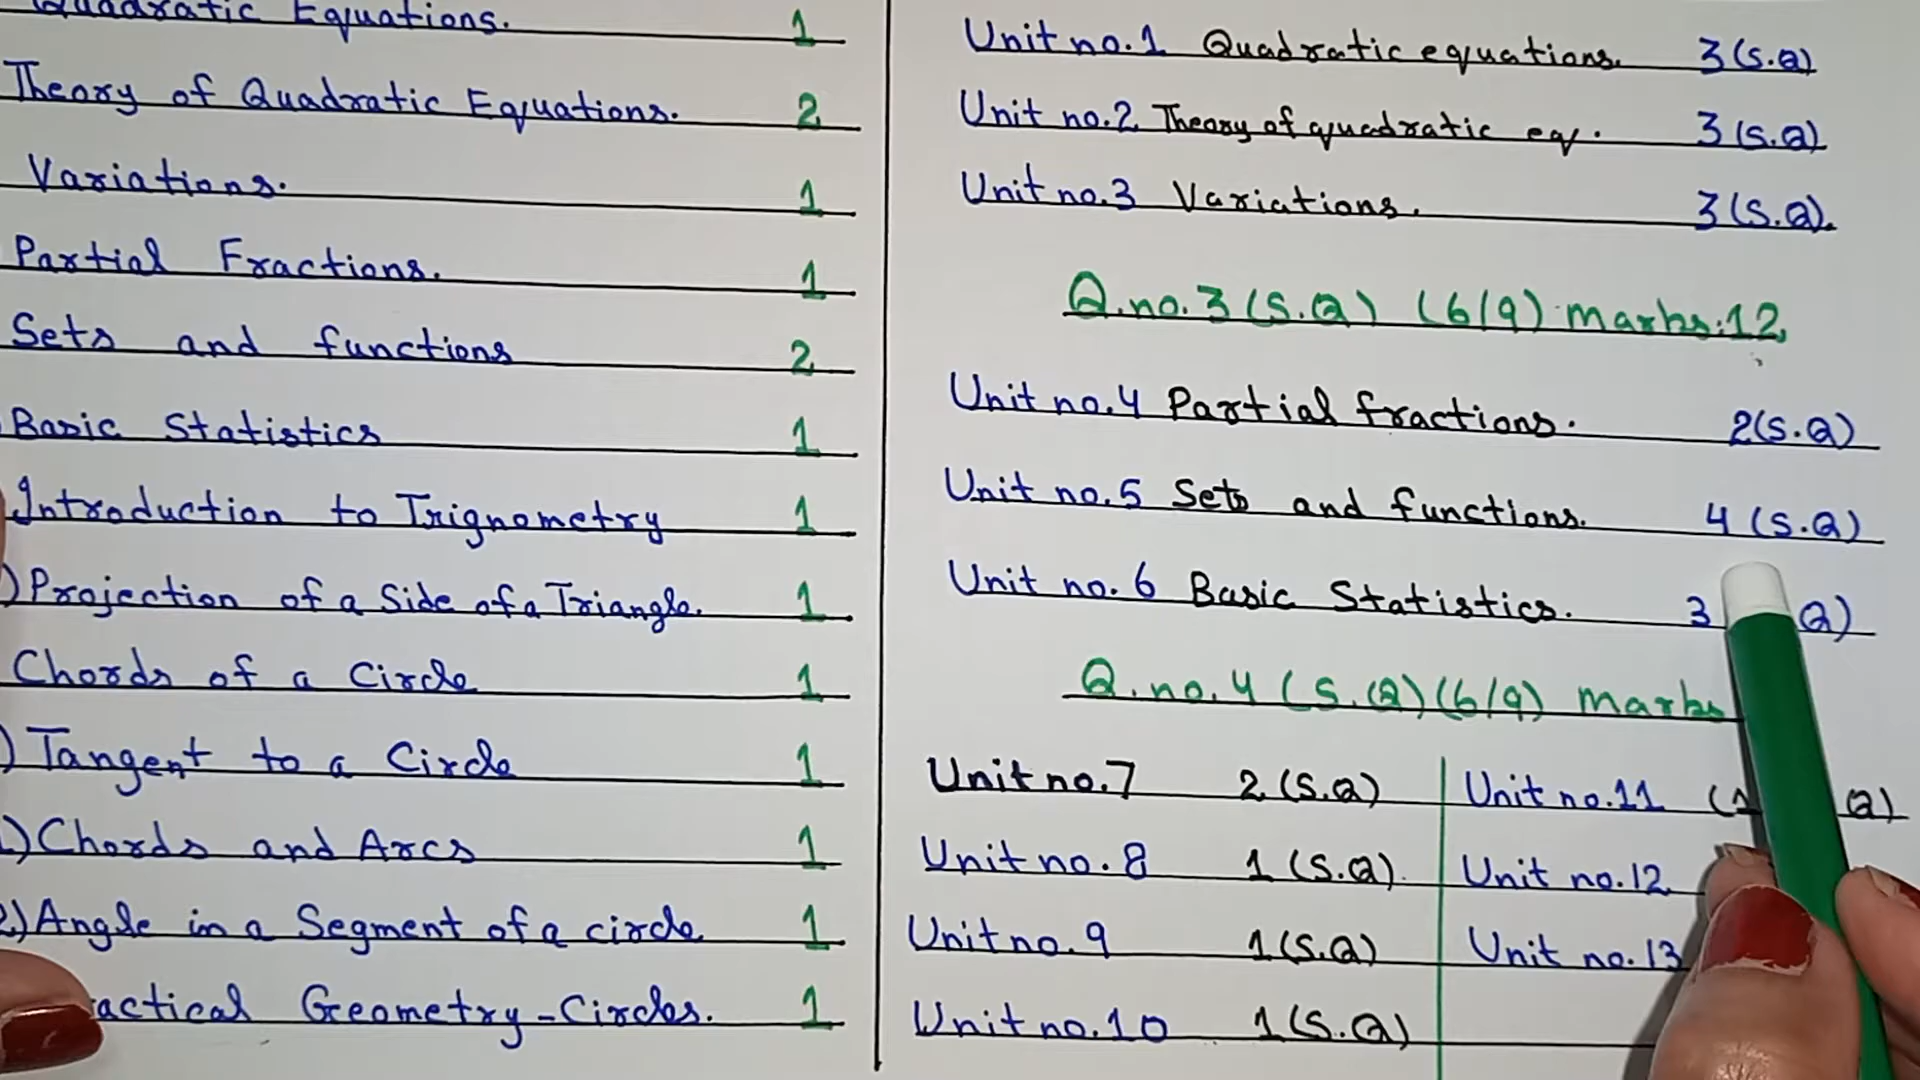 Quadratic Equations. 1
Theory of Quadratic Equations. 2
Variations. 1
Partial Fractions. 1
Sets and functions 2
Basic Statistics 1
Introduction to Trignometry 1
)Projection of a Side of a Triangle. 1
Chords of a Circle 1
)Tangent to a Circle 1
)Chords and Arcs 1
2)Angle in a Segment of a circle 1
actical Geometry-Circles. 1
Unit no.1 Quadratic equations. 3(S.Q)
Unit no.2 Theory of quadratic eq. 3(S.Q)
Unit no.3 Variations. 3(S.Q).
Q.no.3(S.Q) (6/9) Marks:12
Unit no.4 Partial fractions. 2(S.Q)
Unit no.5 Sets and functions. 4(S.Q)
Unit no.6 Basic Statistics. 3 Q)
Q.no.4(S.Q)(6/9) Marks
Unit no.7 2(S.Q) Unit no.11 (1 Q)
Unit no.8 1(S.Q). Unit no.12
Unit no.9 1(S.Q) Unit no.13
Unit no.10 1(S.Q)